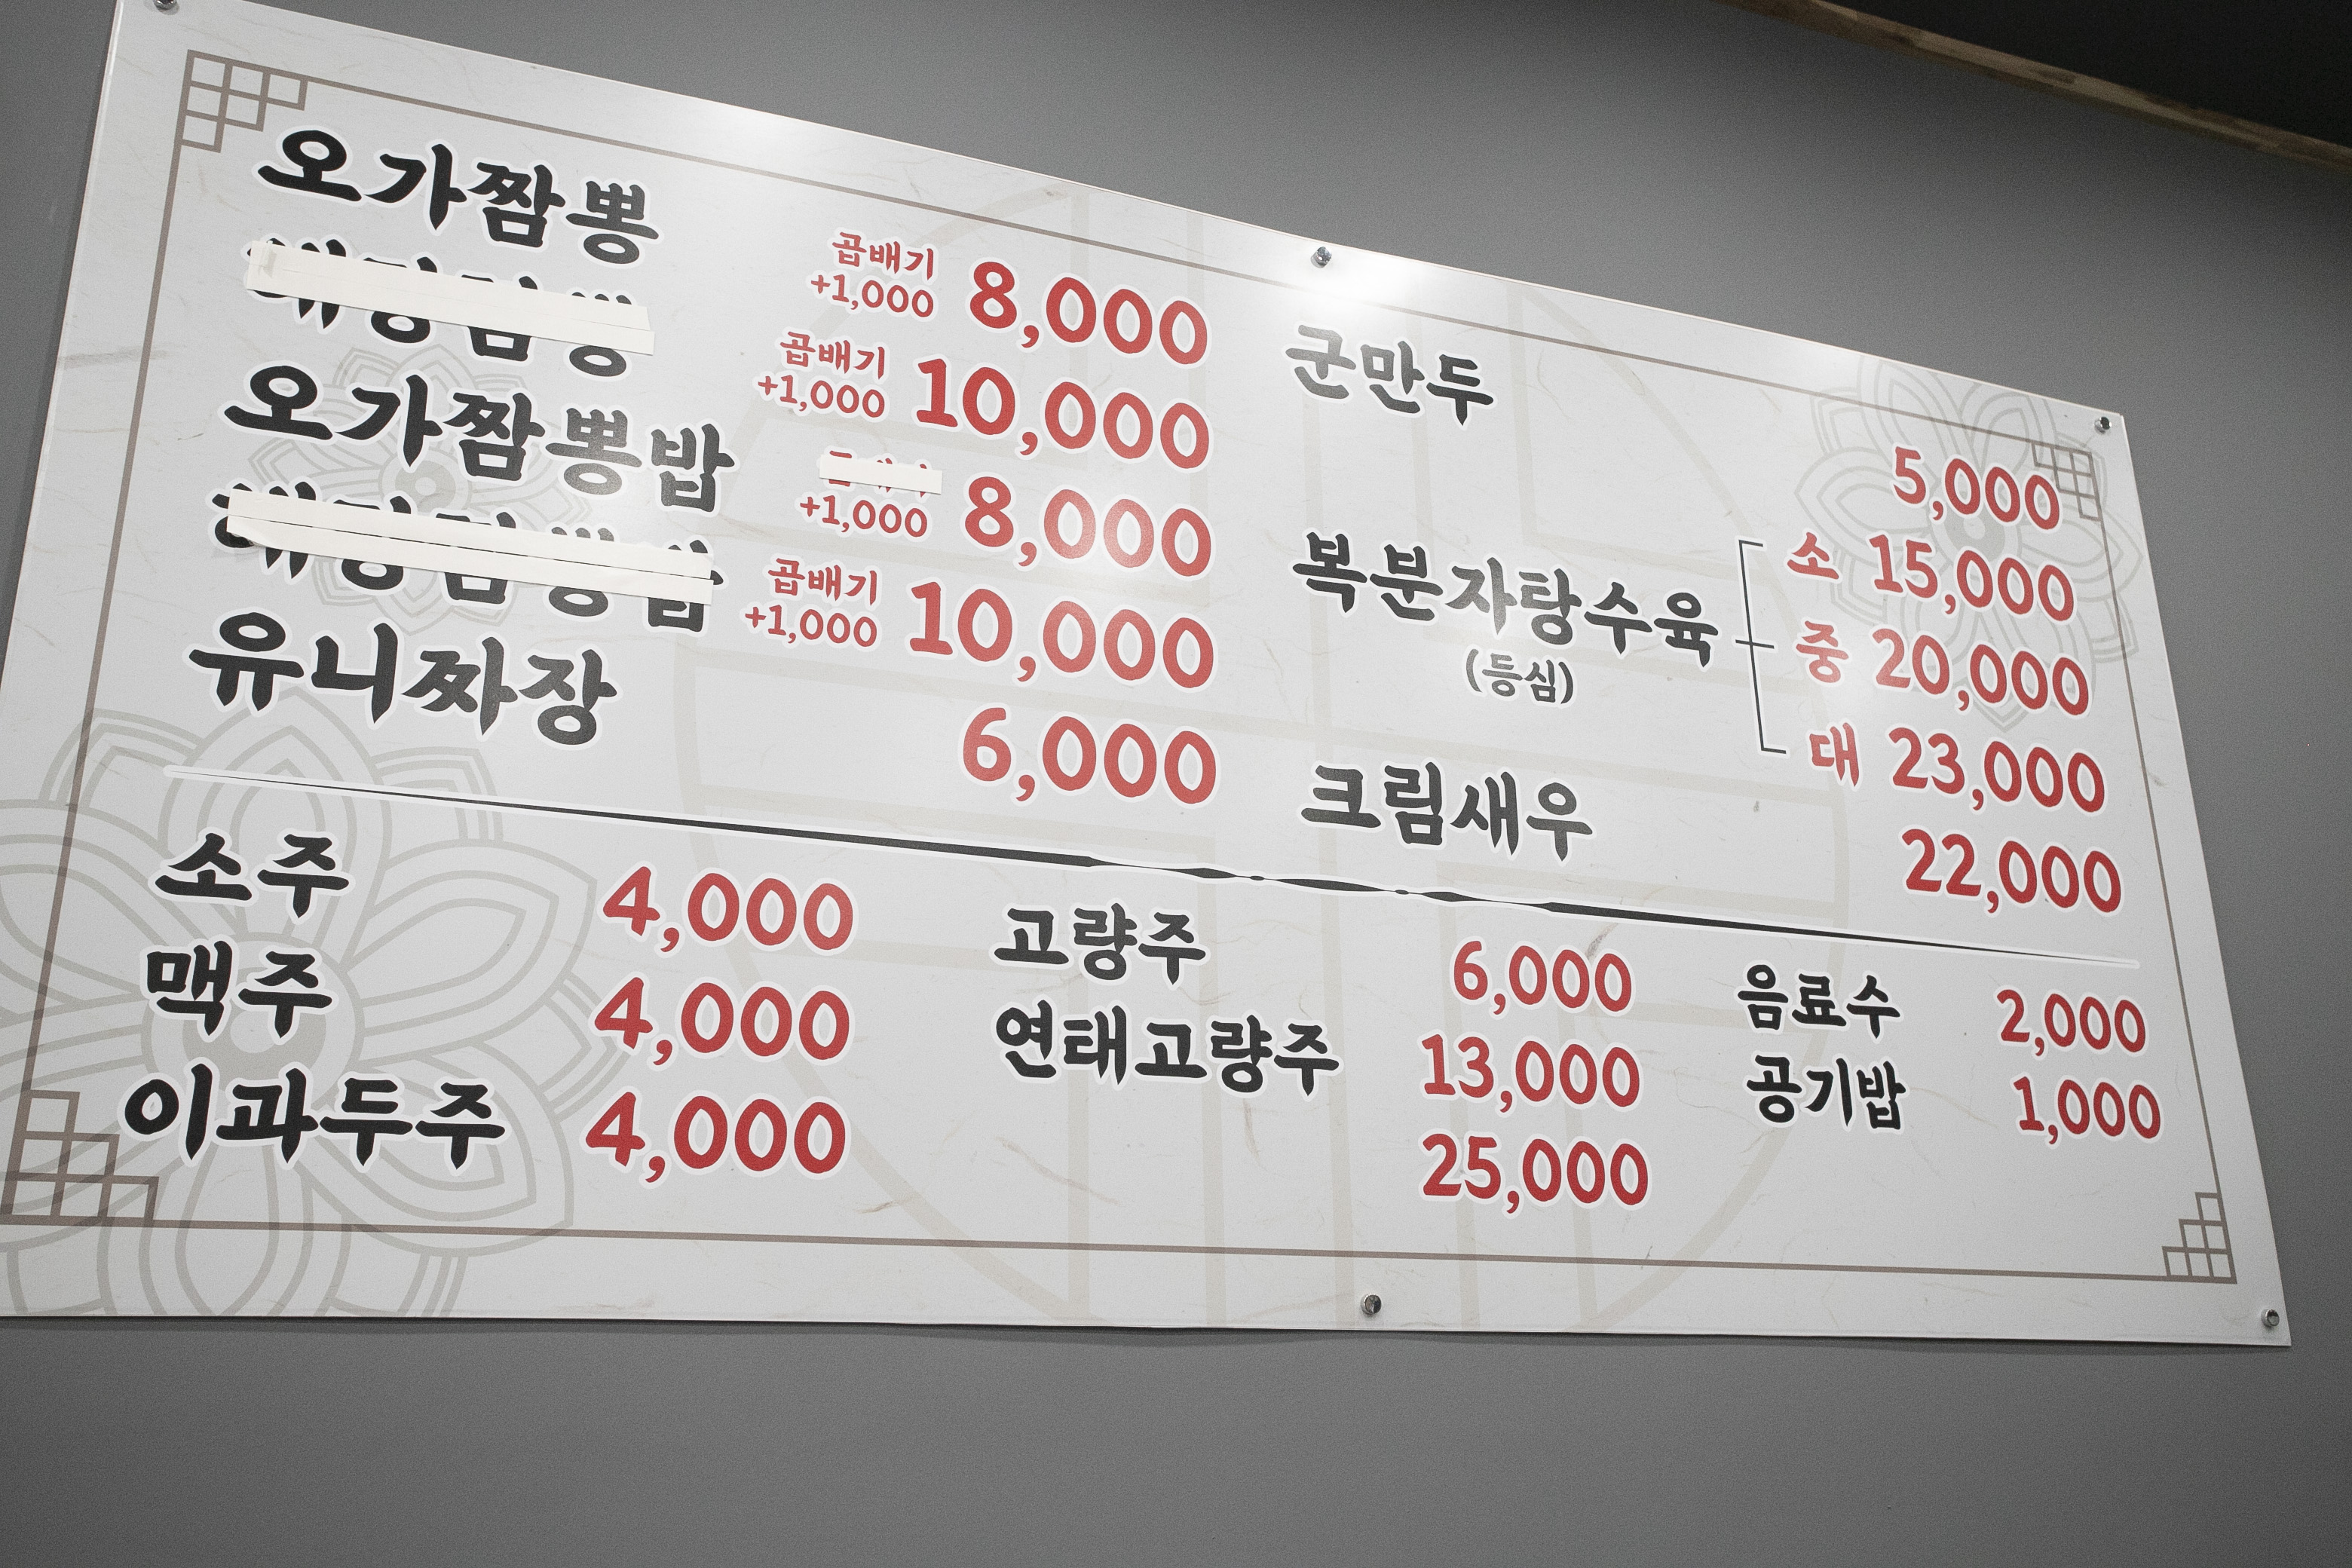 오가짬뽕 곱배기 +1,000 8,000
곱배기 +1,000 10,000
오가짬뽕밥 +1,000 8,000
곱배기 +1,000 10,000
유니짜장 6,000
군만두 5,000
복분자탕수육 (등심)
소 15,000
중 20,000
대 23,000
크림새우 22,000
소주 4,000
맥주 4,000
이과두주 4,000
고량주 6,000
연태고량주 13,000
25,000
음료수 2,000
공기밥 1,000